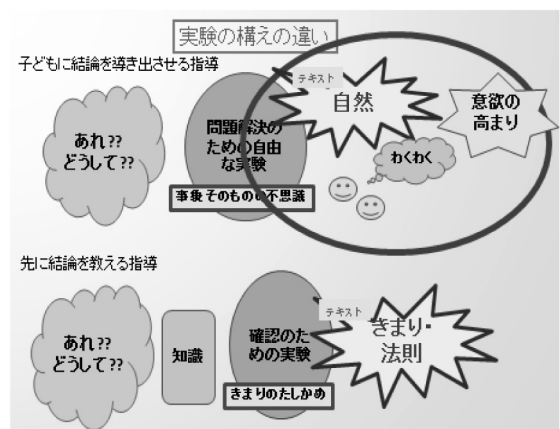 実験の構えの違い
子どもに結論を導き出させる指導
あれ??
どうして??
問題解決の
ための自由
な実験
事象そのものの不思議
テキスト
自然
わくわく
意欲の
高まり
先に結論を教える指導
あれ??
どうして??
知識
確認のた
めの実験
きまりのたしかめ
テキスト
きまり・
法則